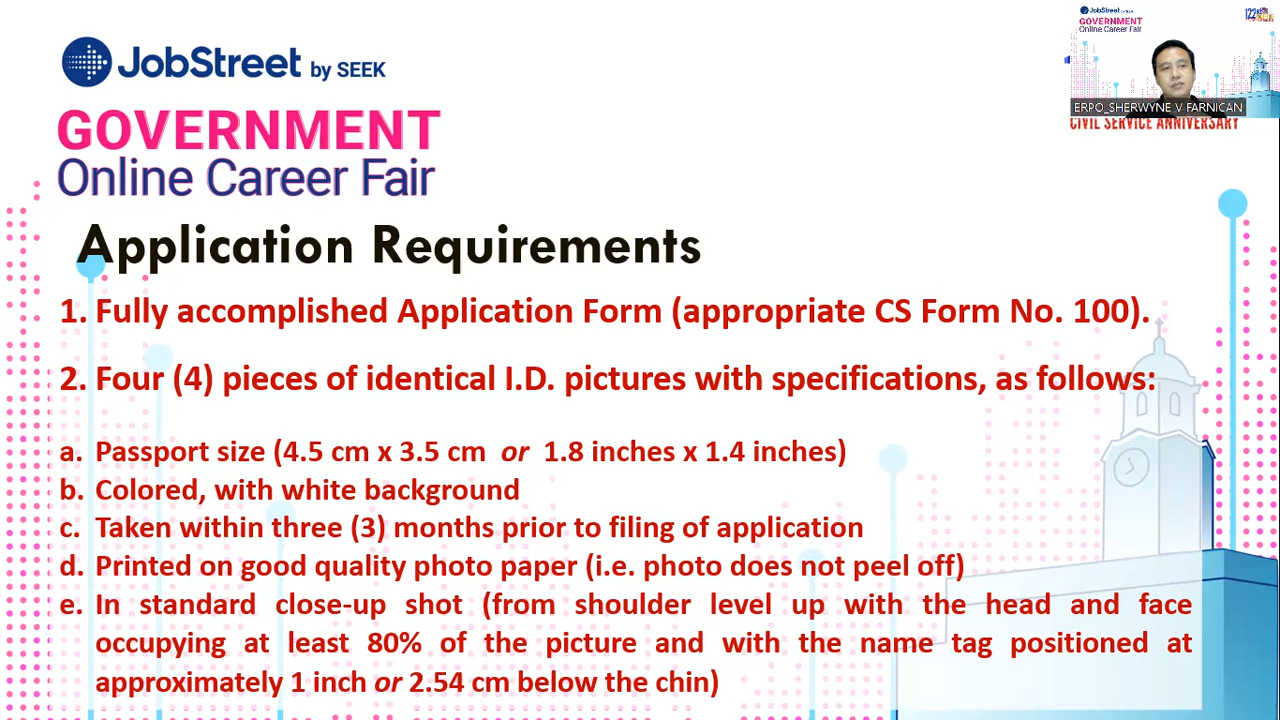 JobStreet by SEEK
GOVERNMENT
Online Career Fair
JobStreet
GOVERNMENT
Online Career Fair
122
ERPO_SHERWYNE V FARNICAN
CIVIL SERVICE ANNIVERSARY
Application Requirements
1. Fully accomplished Application Form (appropriate CS Form No. 100).
2. Four (4) pieces of identical I.D. pictures with specifications, as follows:
a. Passport size (4.5 cm x 3.5 cm or 1.8 inches x 1.4 inches)
b. Colored, with white background
c. Taken within three (3) months prior to filing of application
d. Printed on good quality photo paper (i.e. photo does not peel off)
e. In standard close-up shot (from shoulder level up with the head and face
occupying at least 80% of the picture and with the name tag positioned at
approximately 1 inch or 2.54 cm below the chin)